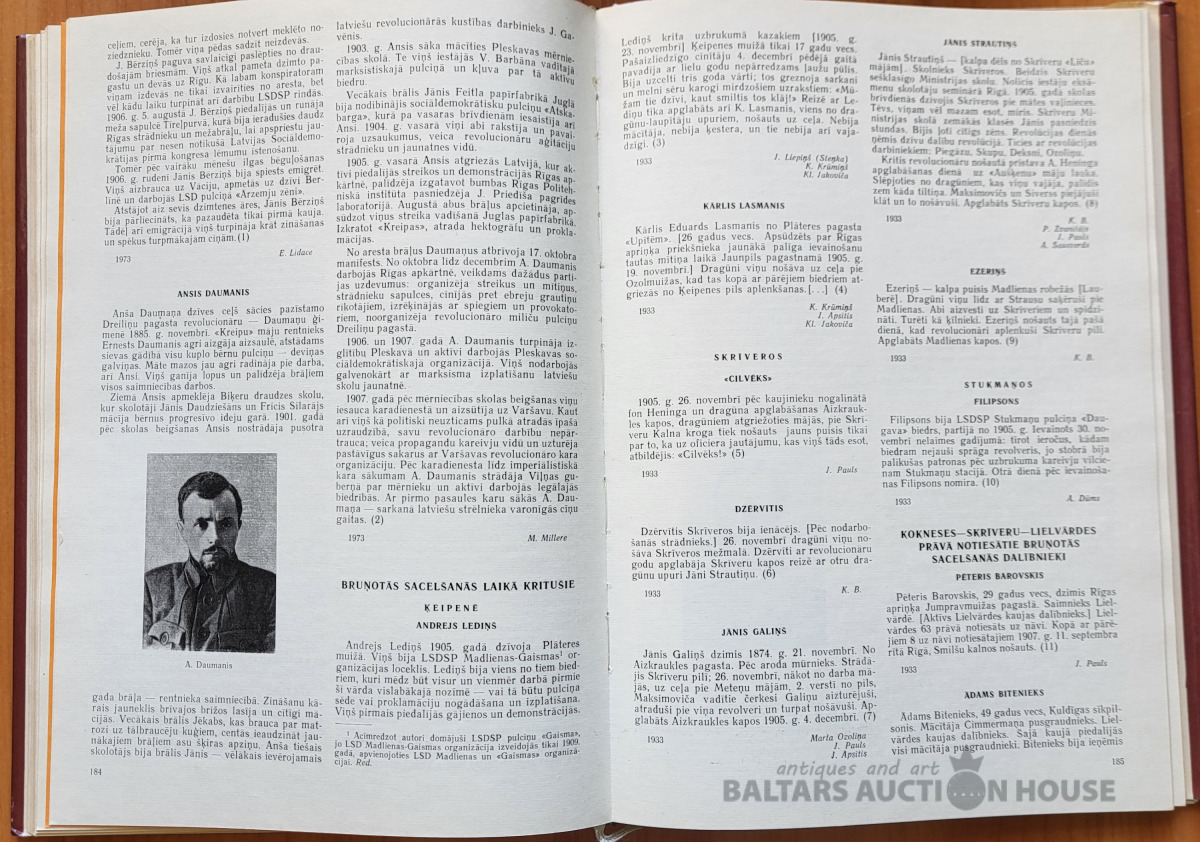 ceļiem, cerēja, ka tur izdosies notvert meklēto no-
ziedznieku. Tomēr viņa pēdas sadzīt neizdevās.
J. Bērziņš paguva savlaicīgi paslēpties no drau-
došajām briesmām. Viņš atkal pameta dzimto pa-
gastu un devās uz Rīgu. Kā labam konspiratoram
viņam izdevās ne tikai izvairīties no aresta, bet
vēl kādu laiku turpināt arī darbību LSDSP rindās.
1906. g. 5. augustā J. Bērziņš piedalījās un runāja
meža sapulcē Tīreļpurvā, kurā bija ieradušies daudz
Rīgas strādnieku un mežabrāļu, lai apspriestu jau-
tājumu par nesen notikušā Latvijas Sociāldemo-
krātijas pirmā kongresa lēmumu īstenošanu.
Tomēr pēc vairāku mēnešu ilgas bēguļošanas
1906. g. rudenī Jānis Bērziņš bija spiests emigrēt.
Viņš aizbrauca uz Vāciju, apmetās uz dzīvi Ber-
līnē un darbojās LSD pulciņā «Arzemju zēni».
Atstājot aiz sevis dzimtenes āres, Jānis Bērziņš
bija pārliecināts, ka pazaudēta tikai pirmā kauja.
Tādēļ arī emigrācijā viņš turpināja krāt zināšanas
un spēkus turpmākajām cīņām. (1)
1973 E. Lidace
ANSIS DAUMANIS
Anša Daumaņa dzīves ceļš sācies pazīstamo
Dreiliņu pagasta revolucionāru — Daumaņu ģi-
menē 1885. g. novembrī. «Kreipu» māju rentnieks
Ernests Daumanis agri aizgāja aizsaulē, atstādams
sievas gādībā visu kuplo bērnu pulciņu — deviņas
galviņas. Māte mazos jau agri radināja pie darba,
arī Ansi. Viņš ganīja lopus un palīdzēja brāļiem
visos saimniecības darbos.
Ziemā Ansis apmeklēja Biķeru draudzes skolu,
kur skolotāji Jānis Daudziešāns un Fricis Silarājs
mācīja bērnus progresīvo ideju garā. 1901. gadā
pēc skolas beigšanas Ansis nostrādāja pusotra
A. Daumanis
gada brāļa — rentnieka saimniecībā. Zināšanu kā-
rais jauneklis brīvajos brīžos lasīja un cītīgi mā-
cījās. Vecākais brālis Jēkabs, kas brauca par mat-
rozi uz tālbraucēju kuģiem, centās ieaudzināt jau-
nākajiem brāļiem asu šķiras apziņu. Anša tiešais
skolotājs bija brālis Jānis — vēlākais ievērojamais
184
latviešu revolucionārās kustības darbinieks J. Ga-
vēnis.
1903. g. Ansis sāka mācīties Pleskavas mērnie-
cības skolā. Te viņš iestājās V. Barbāna vadītajā
marksistiskajā pulciņā un kļuva par tā aktīvu
biedru.
Vecākais brālis Jānis Feitla papīrfabrikā Juglā
bija nodibinājis sociāldemokrātisku pulciņu «Atska-
barga», kurā pa vasaras brīvdienām iesaistīja arī
Ansi. 1904. g. vasarā viņi abi rakstīja un pavai-
roja uzsaukumus, veica revolucionāru aģitāciju
strādnieku un jaunatnes vidū.
1905. g. vasarā Ansis atgriezās Latvijā, kur ak-
tīvi piedalījās streikos un demonstrācijās Rīgas ap-
kārtnē, palīdzēja izgatavot bumbas Rīgas Politeh-
niskā institūta pasniedzēja J. Priediša pagrīdes
laboratorijā. Augustā abus brāļus apcietināja, ap-
sūdzot viņus streika vadīšanā Juglas papīrfabrikā.
Izkratot «Kreipas», atrada hektogrāfu un prokla-
mācijas.
No aresta brāļus Daumaņus atbrīvoja 17. oktobra
manifests. No oktobra līdz decembrim A. Daumanis
darbojās Rīgas apkārtnē, veikdams dažādus parti-
jas uzdevumus: organizēja streikus un mītiņus,
strādnieku sapulces, cīnījās pret ebreju grautiņu
rīkotājiem, izrēķinājās ar spiegiem un provokato-
riem, noorganizēja revolucionāro milicu pulciņu
Dreiliņu pagastā.
1906. un 1907. gadā A. Daumanis turpināja iz-
glītību Pleskavā un aktīvi darbojās Pleskavas so-
ciāldemokrātiskajā organizācijā. Viņš nodarbojās
galvenokārt ar marksisma izplatīšanu latviešu
skolu jaunatnē.
1907. gadā pēc mērniecības skolas beigšanas viņu
iesauca karadienestā un aizsūtīja uz Varšavu. Kaut
arī viņš kā politiski neuzticams pulkā atradās īpašā
uzraudzībā, savu revolucionāro darbību nepār-
trauca; veica propagandu kareivju vidū un uzturēja
pastāvīgus sakarus ar Varšavas revolucionāro kara
organizāciju. Pēc karadienesta līdz imperiālistiskā
kara sākumam A. Daumanis strādāja Viļņas gu-
berņā par mērnieku un aktīvi darbojās legālajās
biedrībās. Ar pirmo pasaules karu sākās A. Dau-
maņa — sarkanā latviešu strēlnieka varonīgās cīņu
gaitas. (2)
1973 M. Millere
BRUŅOTĀS SACELŠANĀS LAIKĀ KRITUŠIE
ĶEIPENĒ
ANDREJS LEDIŅŠ
Andrejs Lediņš 1905. gadā dzīvoja Plāteres
muižā. Viņš bija LSDSP Madlienas-Gaismas¹ or-
ganizācijas loceklis. Lediņš bija viens no tiem bied-
riem, kuri mēdz būt visur un vienmēr darbā pirmie
šī vārda vislabākajā nozīmē — vai tā būtu pulciņa
sēde vai proklamāciju nogādāšana un izplatīšana.
Viņš pirmais piedalījās gājienos un demonstrācijās.
¹ Acīmredzot autori domājuši LSDSP pulciņu «Gaisma»,
jo LSD Madlienas-Gaismas organizācija izveidojās tikai 1909.
gadā, apvienojoties LSD Madlienas un «Gaismas» organizā-
cijai. Red.
Lediņš krita uzbrukumā kazakiem [1905. g.
23. novembrī] Ķeipenes muižā tikai 17 gadu vecs.
Pašaizliedzīgo cīnītāju 4. decembrī pēdējā gaitā
pavadīja ar lielu godu nepārredzams ļaužu pūlis.
Bija uzcelti trīs goda vārti; tos greznoja sarkani
un melni sēru karogi mirdzošiem uzrakstiem: «Mū-
žam tie dzīvi, kaut smiltis tos klāj!» Reizē ar Le-
diņu tika apglabāts arī K. Lasmanis, viens no dra-
gūnu-laupītāju upuriem, nošauts uz ceļa. Nebija
mācītāja, nebija ķestera, un tie nebija arī vaja-
dzīgi. (3)
1933 J. Liepiņš (Steņka)
K. Krūmiņš
Kl. Jakoviča
KĀRLIS LASMANIS
Kārlis Eduards Lasmanis no Plāteres pagasta
«Upītēm». [26 gadus vecs. Apsūdzēts par Rīgas
apriņķa priekšnieka jaunākā palīga ievainošanu
tautas mītiņa laikā Jaunpils pagastnamā 1905. g.
19. novembrī.] Dragūni viņu nošāva uz ceļa pie
Ozolmuižas, kad tas kopā ar pārējiem biedriem at-
griezās no Ķeipenes pils aplenkšanas. [...] (4)
1933 K. Krūmiņš
J. Apsītis
Kl. Jakoviča
SKRĪVEROS
«CILVĒKS»
1905. g. 26. novembrī pēc kaujinieku nogalinātā
fon Heninga un dragūna apglabāšanas Aizkrauk-
les kapos, dragūniem atgriežoties mājās, pie Skrī-
veru Kalna kroga tiek nošauts jauns puisis tikai
par to, ka uz oficiera jautājumu, kas viņš tāds esot,
atbildējis: «Cilvēks!» (5)
1933 J. Pauls
DZĒRVĪTIS
Dzērvītis Skrīveros bija ienācējs. [Pēc nodarbo-
šanās strādnieks.] 26. novembrī dragūni viņu no-
šāva Skrīveros mežmalā. Dzērvīti ar revolucionāru
godu apglabāja Skrīveru kapos reizē ar otru dra-
gūnu upuri Jāni Strautiņu. (6)
1933 K. B.
JĀNIS GALIŅŠ
Jānis Galiņš dzimis 1874. g. 21. novembrī. No
Aizkraukles pagasta. Pēc aroda mūrnieks. Strādā-
jis Skrīveru pilī; 26. novembrī, nākot no darba mā-
jās, uz ceļa pie Meteņu mājām, 2. versti no pils,
Maksimoviča vadītie čerkesi Galiņu aizturējuši,
atraduši pie viņa revolveri un turpat nošāvuši. Ap-
glabāts Aizkraukles kapos 1905. g. 4. decembrī. (7)
1933 Marta Ozoliņa
J. Pauls
J. Apsītis
JĀNIS STRAUTIŅŠ
Jānis Strautiņš — [kalpa dēls no Skrīveru «Līču»
mājām]. Skolnieks Skrīveros. Beidzis Skrīveru
sešklasīgo Ministrijas skolu. Nolicis iestāju eksā-
menu skolotāju seminārā Rīgā. 1905. gadā skolas
brīvdienās dzīvojis Skrīveros pie mātes vaļinieces.
Tēvs, viņam vēl mazam esot, miris. Skrīveru Mi-
nistrijas skolā zemākās klasēs Jānis pasniedzis
stundas. Bijis ļoti cītīgs zēns. Revolūcijas dienās
ņēmis dzīvu dalību revolūcijā. Ticies ar revolūcijas
darbiniekiem: Piegāzu, Skupu, Deksni, Ozoliņu.
Kritis revolucionāru nošautā pristava A. Heninga
apglabāšanas dienā uz «Aušķenu» māju lauka.
Slēpjoties no dragūniem, kas viņu vajāja, palīdis
zem kāda tiltiņa. Maksimovičs un Sīverss piejājuši
klāt un to nošāvuši. Apglabāts Skrīveru kapos. (8)
1933 K. B.
J. Pauls
EZERIŅŠ
Ezeriņš — kalpa puisis Madlienas robežās [Lau-
berē]. Dragūni viņu līdz ar Strausu saķēruši pie
Madlienas. Abi aizvesti uz Skrīveriem un spīdzi-
nāti. Turēti kā ķīlnieki. Ezeriņš nošauts tajā pašā
dienā, kad revolucionāri aplenkuši Skrīveru pili.
Apglabāts Madlienas kapos. (9)
1933 K. B.
STUKMAŅOS
FILIPSONS
Filipsons bija LSDSP Stukmaņu pulciņa «Dau-
gava» biedrs, partijā no 1905. g. Ievainots 30. no-
vembrī nelaimes gadījumā: tīrot ieročus, kādam
biedram nejauši sprāga revolveris, jo stobrā bija
palikušas patronas pēc uzbrukuma kareivju vilcie-
nam Stukmaņu stacijā. Otrā dienā pēc ievainoša-
nas Filipsons nomira. (10)
1933 A. Dūms
KOKNESES—SKRĪVERU—LIELVĀRDES
PRĀVĀ NOTIESĀTIE BRUŅOTĀS
SACELŠANĀS DALĪBNIEKI
PĒTERIS BAROVSKIS
Pēteris Barovskis, 29 gadus vecs, dzimis Rīgas
apriņķa Jumpravmuižas pagastā. Saimnieks Liel-
vārdē. [Aktīvs Lielvārdes kaujas dalībnieks.] Liel-
vārdes 63 prāvā notiesāts uz nāvi. Kopā ar pārē-
jiem 8 uz nāvi notiesātajiem 1907. g. 11. septembra
rītā Rīgā, Smilšu kalnos nošauts. (11)
1933 J. Pauls
ĀDAMS BITENIEKS
Ādams Bitenieks, 49 gadus vecs, Kuldīgas sīkpil-
sonis. Mācītāja Cimmermaņa pusgraudnieks. Liel-
vārdes kaujas dalībnieks. Sajā kaujā piedalījās
visi mācītāja pusgraudnieki. Bitenieks bija ieņēmis
185
antiques and art
BALTARS AUCTION HOUSE